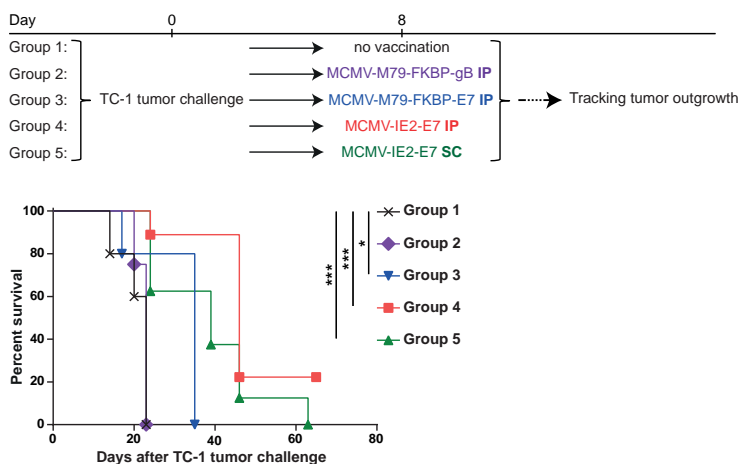 Day 0 8
Group 1: no vaccination
Group 2: MCMV-M79-FKBP-gB IP
Group 3: TC-1 tumor challenge MCMV-M79-FKBP-E7 IP Tracking tumor outgrowth
Group 4: MCMV-IE2-E7 IP
Group 5: MCMV-IE2-E7 SC
100
80
60
40
20
0
Percent survival
0 20 40 60 80
Days after TC-1 tumor challenge
***
***
*
Group 1
Group 2
Group 3
Group 4
Group 5